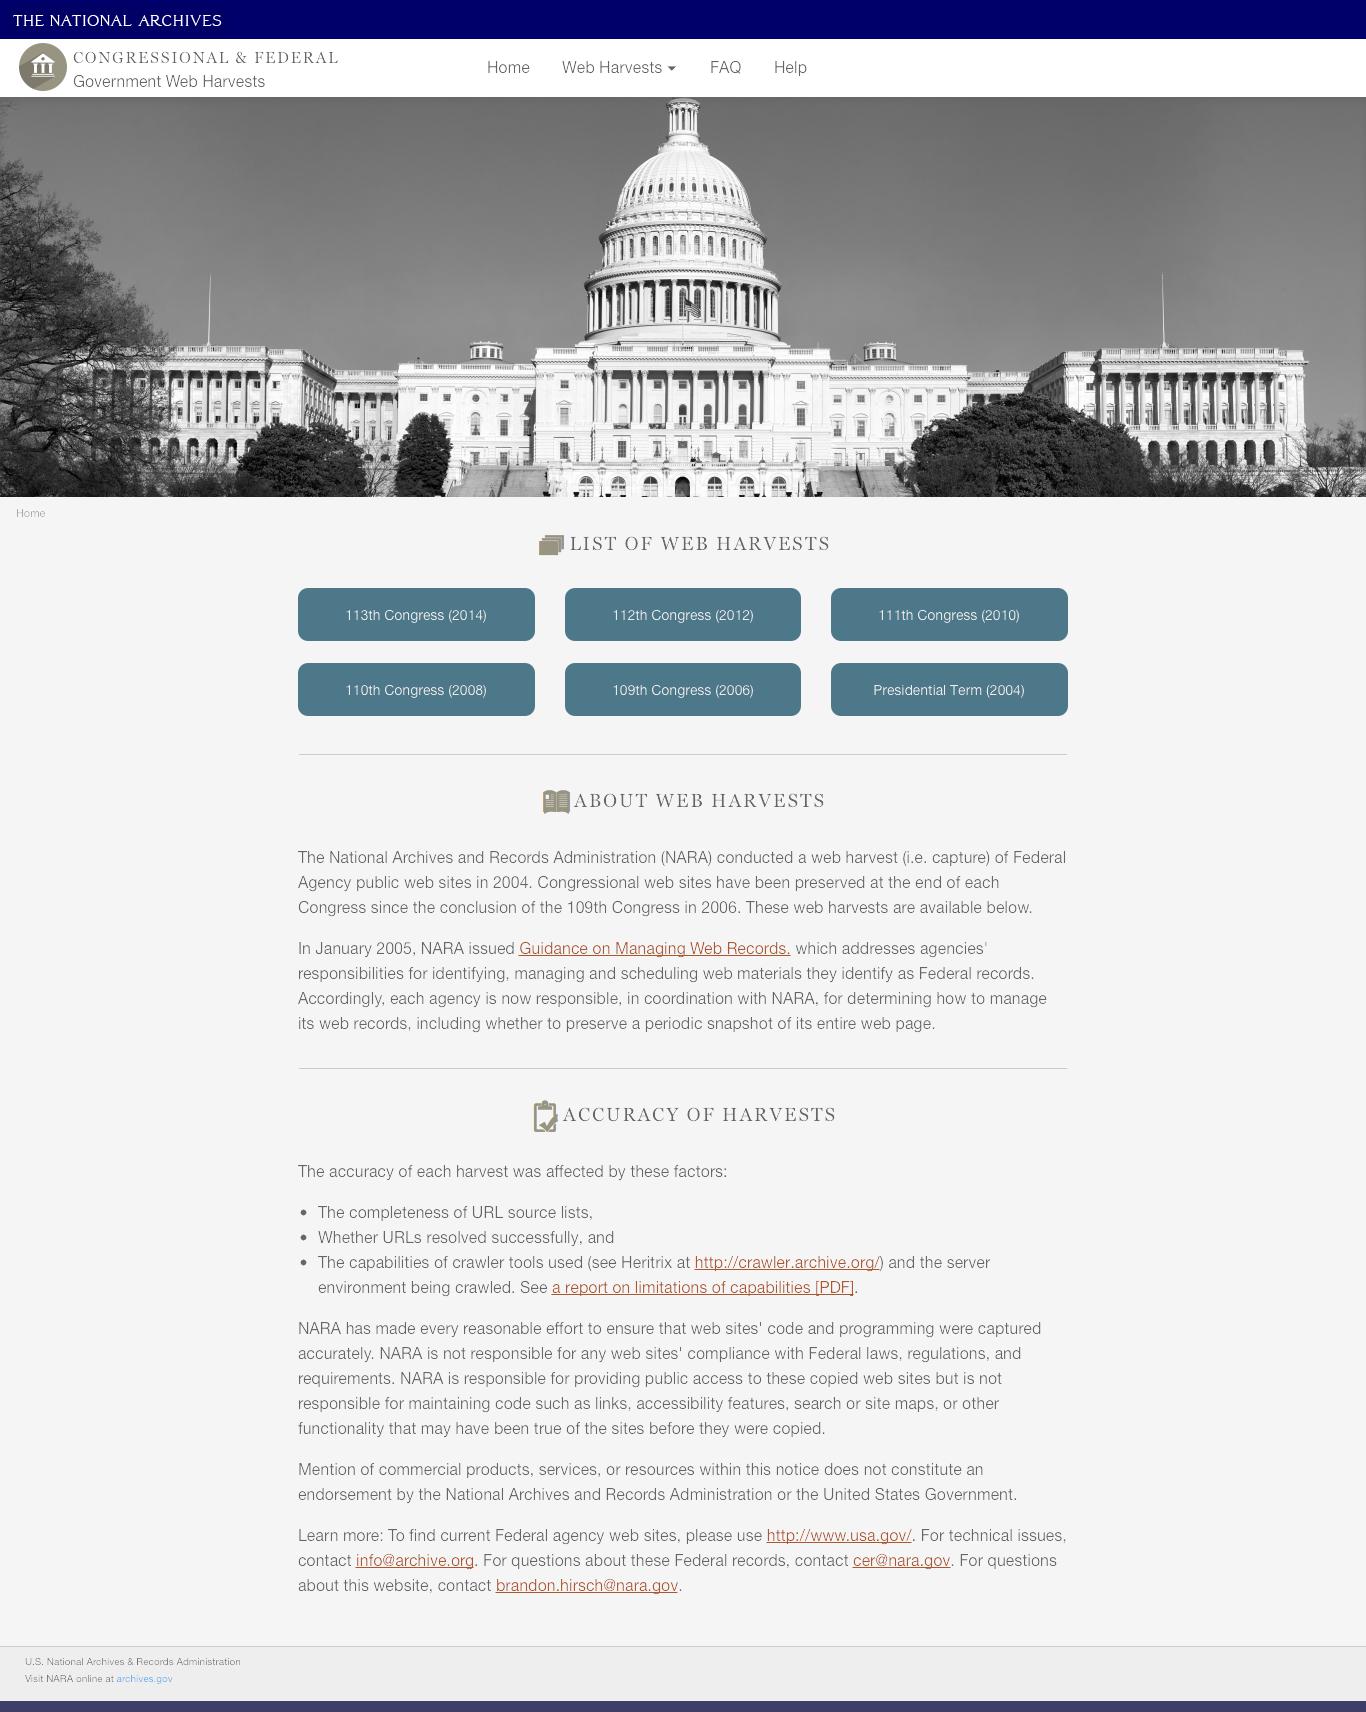 THE NATIONAL ARCHIVES
CONGRESSIONAL & FEDERAL
Government Web Harvests
Home Web Harvests FAQ Help
Home
LIST OF WEB HARVESTS
113th Congress (2014) 112th Congress (2012) 111th Congress (2010)
110th Congress (2008) 109th Congress (2006) Presidential Term (2004)
ABOUT WEB HARVESTS
The National Archives and Records Administration (NARA) conducted a web harvest (i.e. capture) of Federal
Agency public web sites in 2004. Congressional web sites have been preserved at the end of each
Congress since the conclusion of the 109th Congress in 2006. These web harvests are available below.
In January 2005, NARA issued Guidance on Managing Web Records. which addresses agencies'
responsibilities for identifying, managing and scheduling web materials they identify as Federal records.
Accordingly, each agency is now responsible, in coordination with NARA, for determining how to manage
its web records, including whether to preserve a periodic snapshot of its entire web page.
ACCURACY OF HARVESTS
The accuracy of each harvest was affected by these factors:
• The completeness of URL source lists,
• Whether URLs resolved successfully, and
• The capabilities of crawler tools used (see Heritrix at http://crawler.archive.org/) and the server
environment being crawled. See a report on limitations of capabilities [PDF].
NARA has made every reasonable effort to ensure that web sites' code and programming were captured
accurately. NARA is not responsible for any web sites' compliance with Federal laws, regulations, and
requirements. NARA is responsible for providing public access to these copied web sites but is not
responsible for maintaining code such as links, accessibility features, search or site maps, or other
functionality that may have been true of the sites before they were copied.
Mention of commercial products, services, or resources within this notice does not constitute an
endorsement by the National Archives and Records Administration or the United States Government.
Learn more: To find current Federal agency web sites, please use http://www.usa.gov/. For technical issues,
contact info@archive.org. For questions about these Federal records, contact cer@nara.gov. For questions
about this website, contact brandon.hirsch@nara.gov.
U.S. National Archives & Records Administration
Visit NARA online at archives.gov